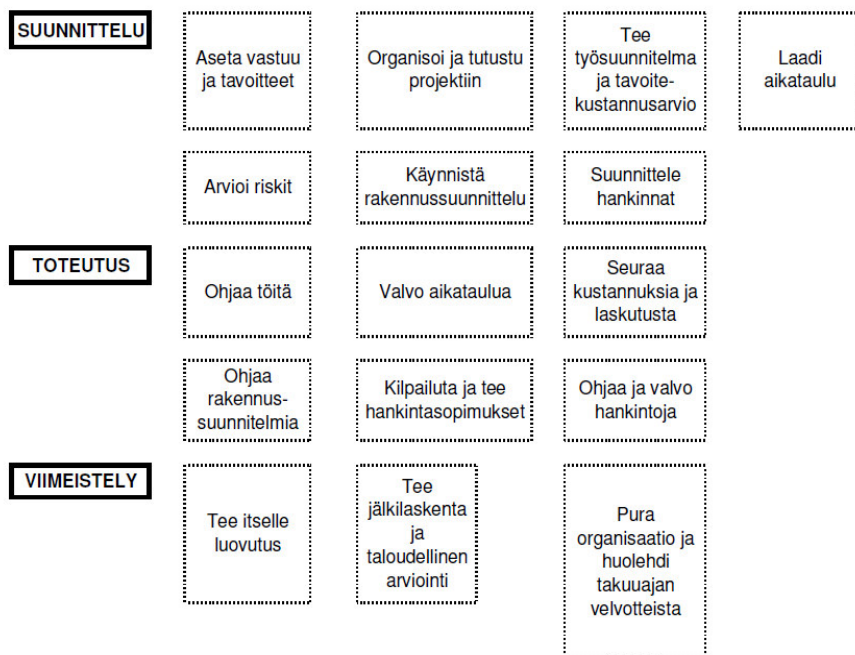 SUUNNITTELU
Aseta vastuu
ja tavoitteet
Organisoi ja tutustu
projektiin
Tee
työsuunnitelma
ja tavoite-
kustannusarvio
Laadi
aikataulu
Arvioi riskit
Käynnistä
rakennussuunnittelu
Suunnittele
hankinnat
TOTEUTUS
Ohjaa töitä
Valvo aikataulua
Seuraa
kustannuksia ja
laskutusta
Ohjaa
rakennus-
suunnitelmia
Kilpailuta ja tee
hankintasopimukset
Ohjaa ja valvo
hankintoja
VIIMEISTELY
Tee itselle
luovutus
Tee
jälkilaskenta
ja
taloudellinen
arviointi
Pura
organisaatio ja
huolehdi
takuuajan
velvotteista